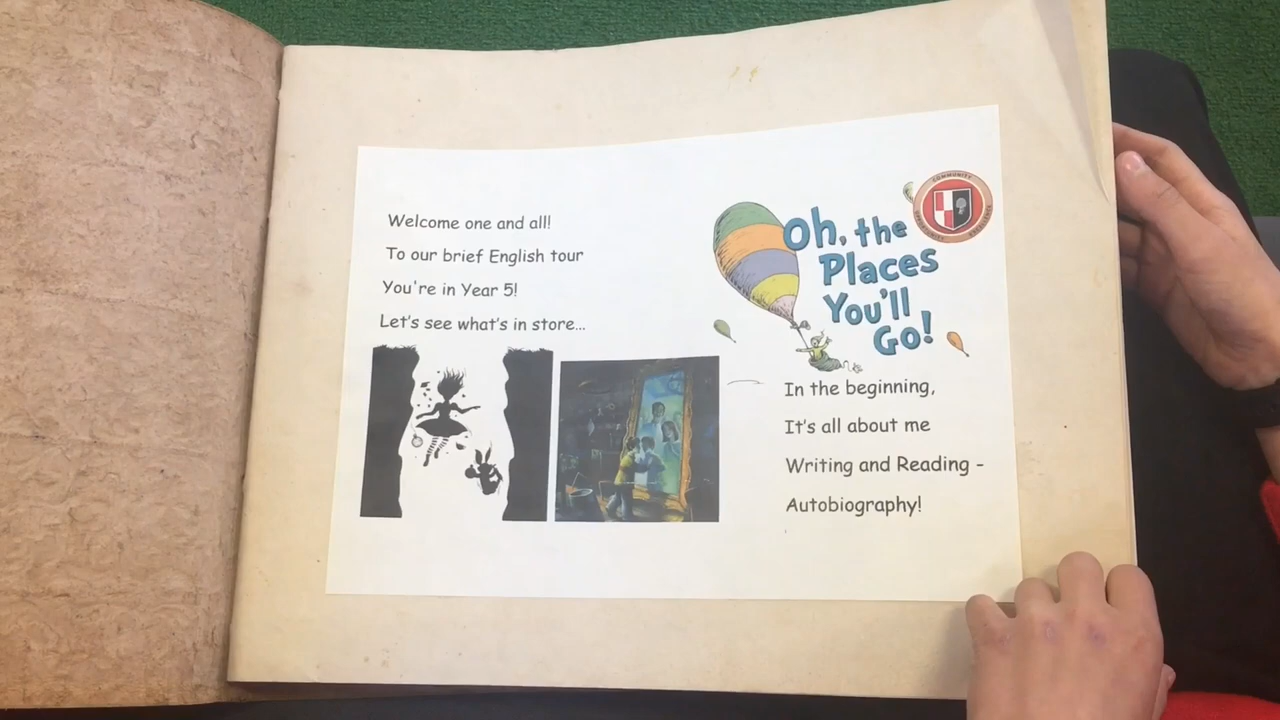 Welcome one and all!
To our brief English tour
You're in Year 5!
Let's see what's in store...
Oh, the
Places
You'll
Go!
COMMUNITY
In the beginning,
It's all about me
Writing and Reading -
Autobiography!